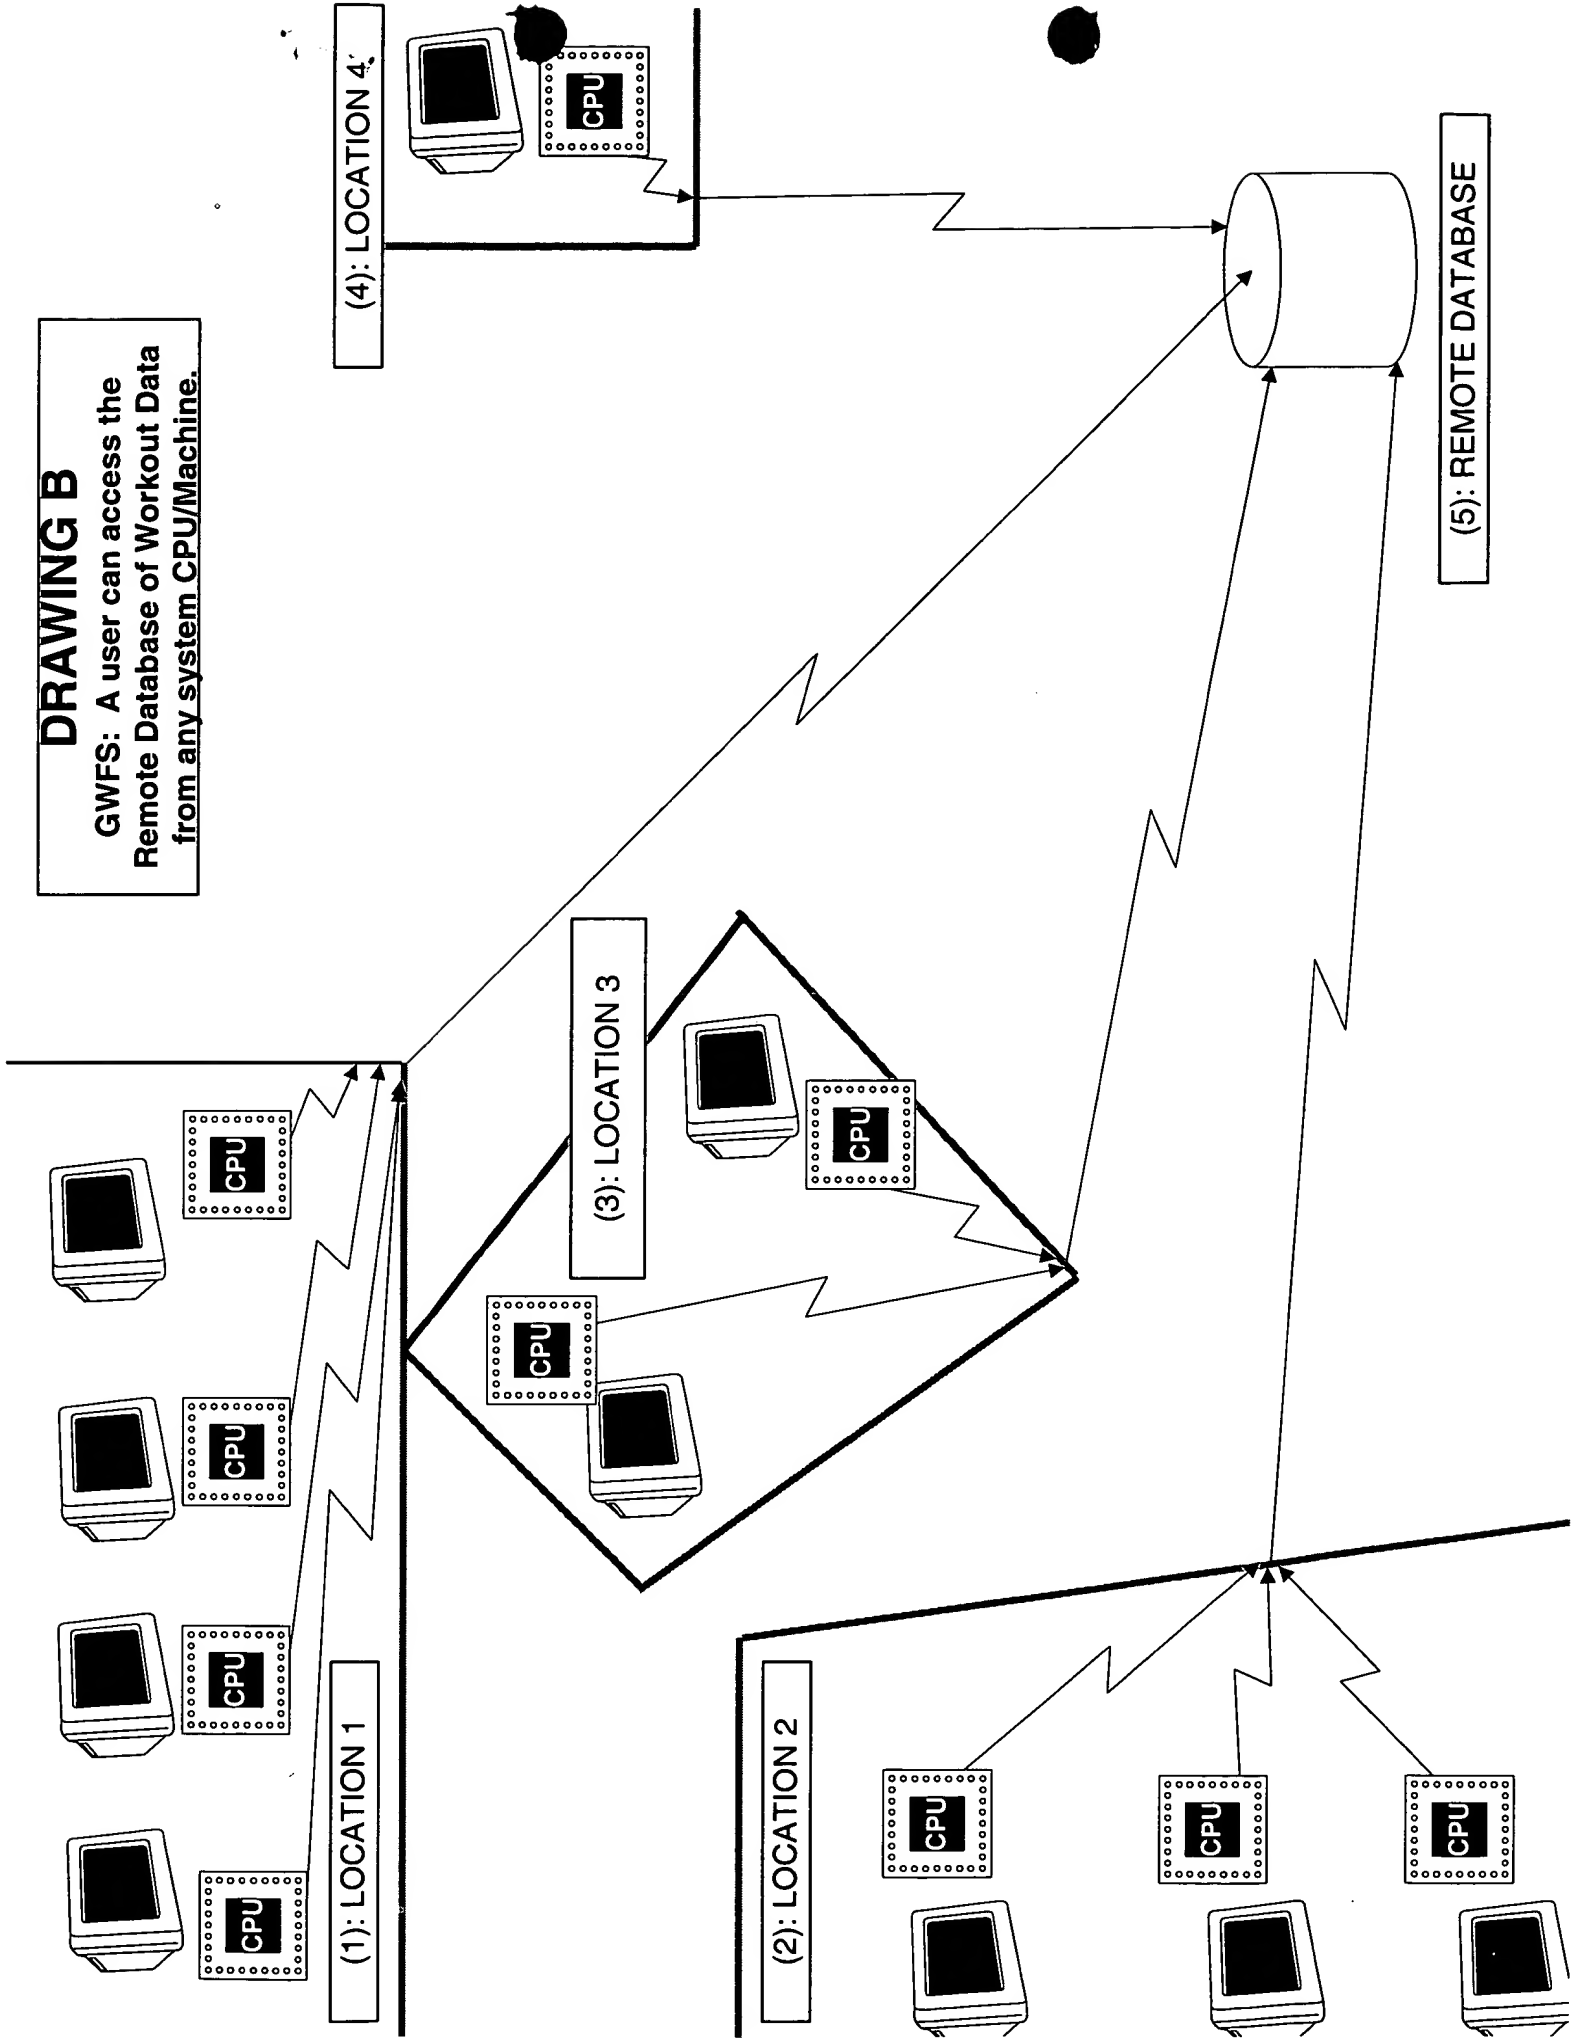 DRAWING B
GWFS: A user can access the
Remote Database of Workout Data
from any system CPU/Machine.
CPU
CPU
CPU
CPU
(1): LOCATION 1
(4): LOCATION 4
CPU
CPU
(3): LOCATION 3
CPU
(2): LOCATION 2
CPU
CPU
CPU
(5): REMOTE DATABASE